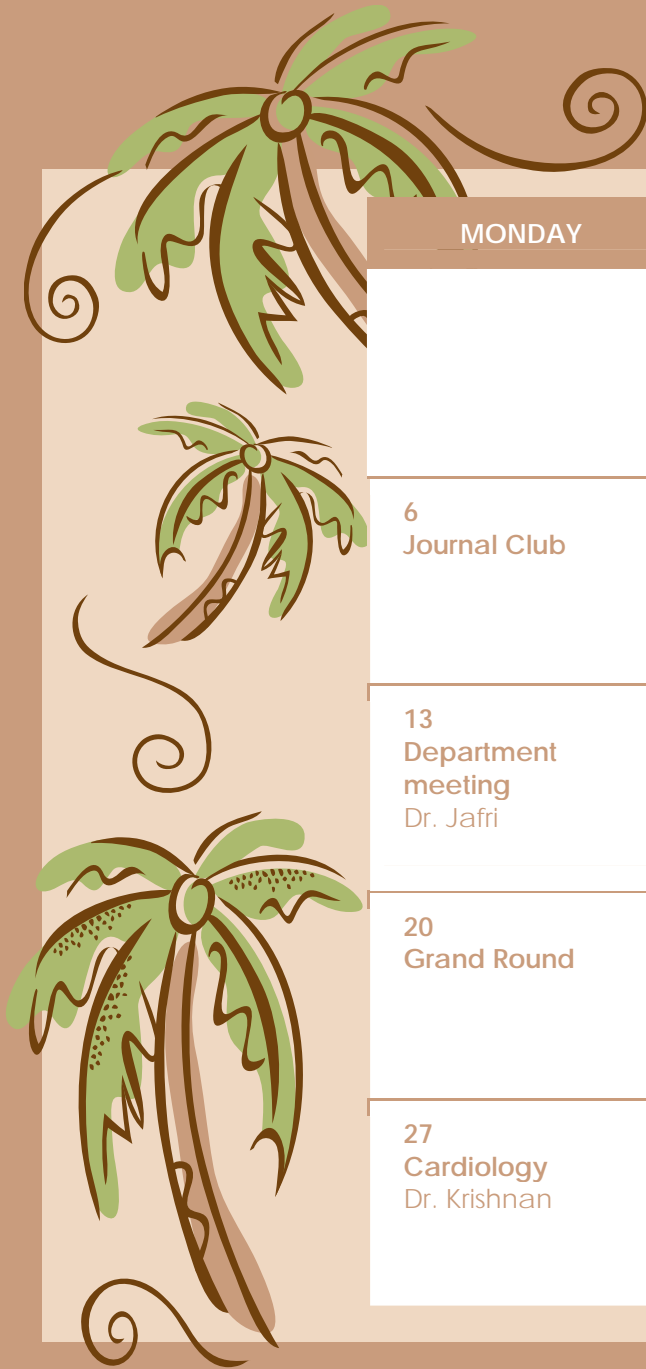 MONDAY
6
Journal Club
13
Department
meeting
Dr. Jafri
20
Grand Round
27
Cardiology
Dr. Krishnan